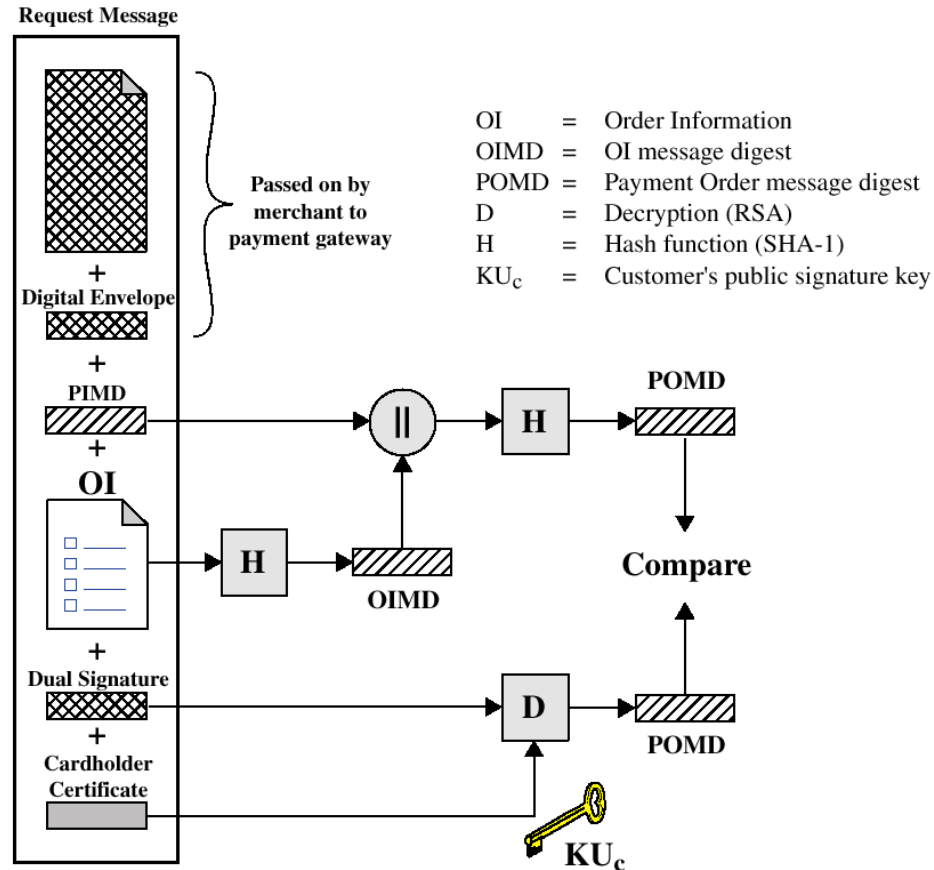 Request Message
Passed on by
merchant to
payment gateway
OI = Order Information
OIMD = OI message digest
POMD = Payment Order message digest
D = Decryption (RSA)
H = Hash function (SHA-1)
KUc = Customer's public signature key
+
Digital Envelope
+
PIMD
+
OI
||
H
POMD
H
OIMD
Compare
+
Dual Signature
+
D
POMD
Cardholder
Certificate
KUc